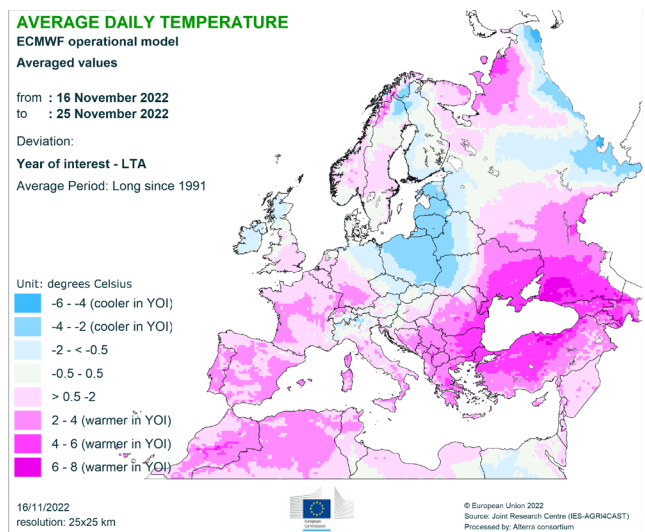 AVERAGE DAILY TEMPERATURE
ECMWF operational model
Averaged values
from : 16 November 2022
to : 25 November 2022
Deviation:
Year of interest - LTA
Average Period: Long since 1991
Unit: degrees Celsius
-6 - -4 (cooler in YOI)
-4 - -2 (cooler in YOI)
-2 - < -0.5
-0.5 - 0.5
> 0.5 -2
2 - 4 (warmer in YOI)
4 - 6 (warmer in YOI)
6 - 8 (warmer in YOI)
16/11/2022
resolution: 25x25 km
European
Commission
© European Union 2022
Source: Joint Research Centre (IES-AGRI4CAST)
Processed by: Alterra consortium